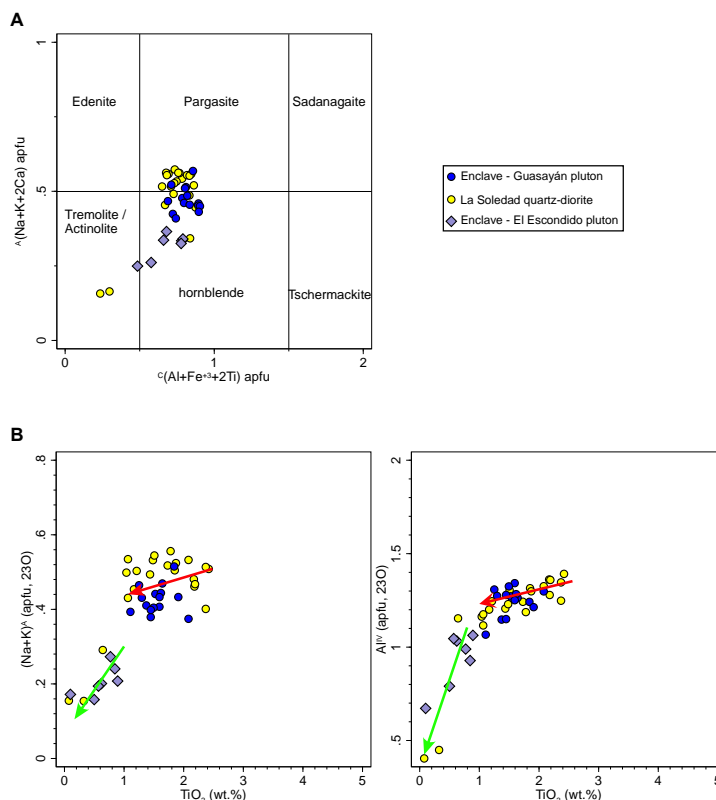 A
1
Edenite
Pargasite
Sadanagaite
Enclave - Guasayán pluton
La Soledad quartz-diorite
Enclave - El Escondido pluton
ᴬ(Na+K+2Ca) apfu
.5
Tremolite /
Actinolite
hornblende
Tschermackite
0
0
1
2
ᶜ(Al+Fe⁺³+2Ti) apfu
B
(Na+K)ᴬ (apfu, 23O)
.8
.6
.4
.2
0
0
1
2
3
4
5
TiO₂ (wt.%)
Alᴵⱽ (apfu, 23O)
2
1.5
1
.5
0
1
2
3
4
5
TiO₂ (wt.%)